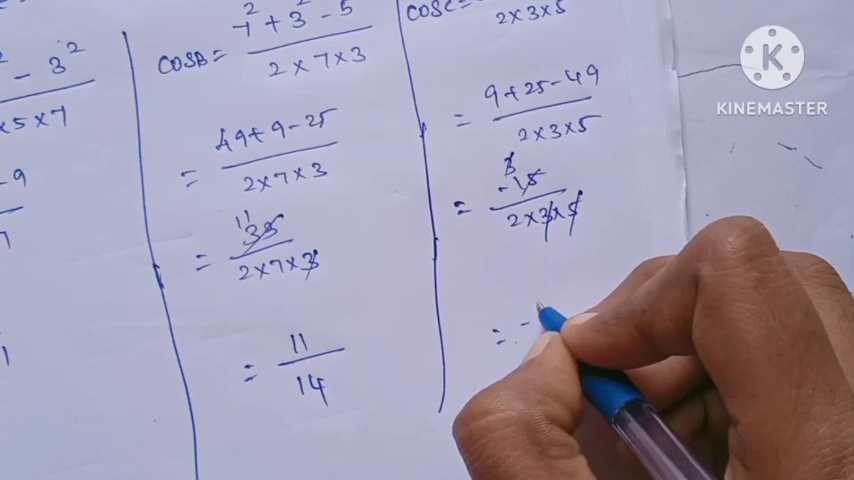 - 3²
×5×7
-9
7
1
cosB = 7² + 3² - 5
2 × 7 × 3
= 49 + 9 - 25
2 × 7 × 3
= 11 33
2 × 7 × 3
= 11
14
cosC =
2 × 3 × 5
= 9 + 25 - 49
2 × 3 × 5
= 3 -15
2 × 3 × 5
= -
K
KINEMASTER